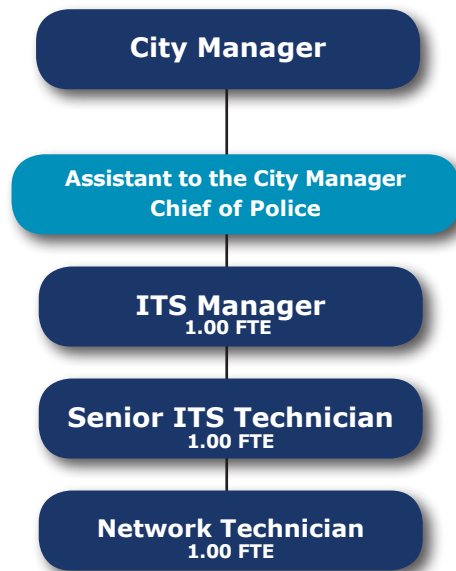 City Manager
Assistant to the City Manager
Chief of Police
ITS Manager
1.00 FTE
Senior ITS Technician
1.00 FTE
Network Technician
1.00 FTE